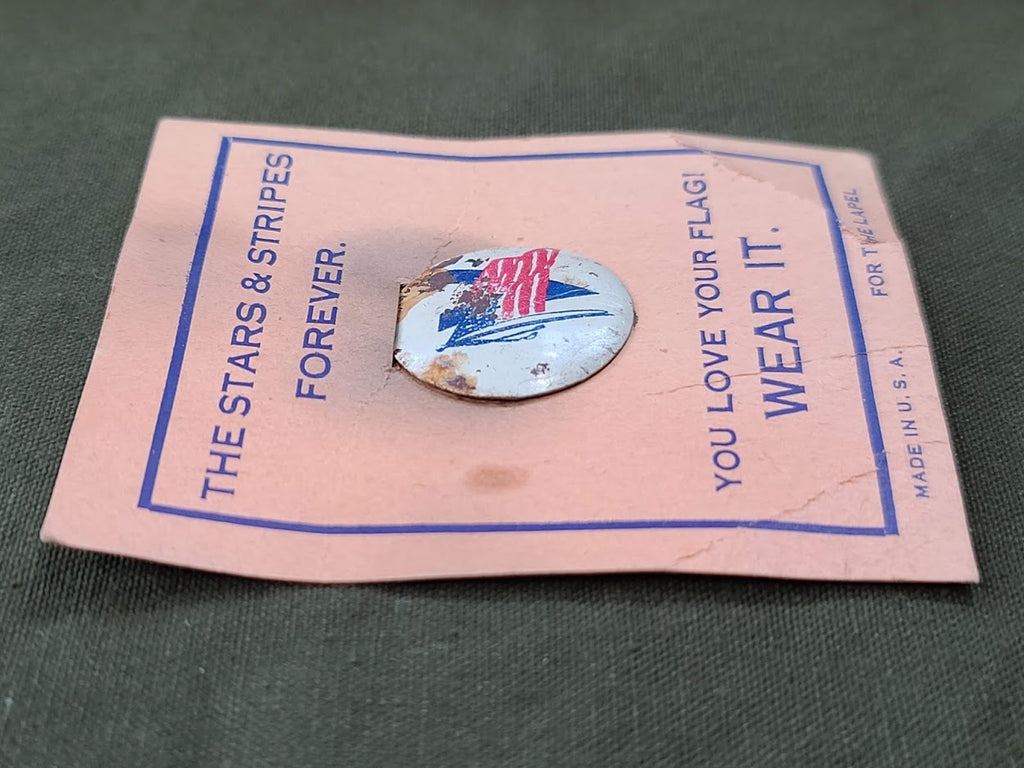 THE STARS & STRIPES
FOREVER.
YOU LOVE YOUR FLAG!
WEAR IT.
MADE IN U. S. A. FOR THE LAPEL